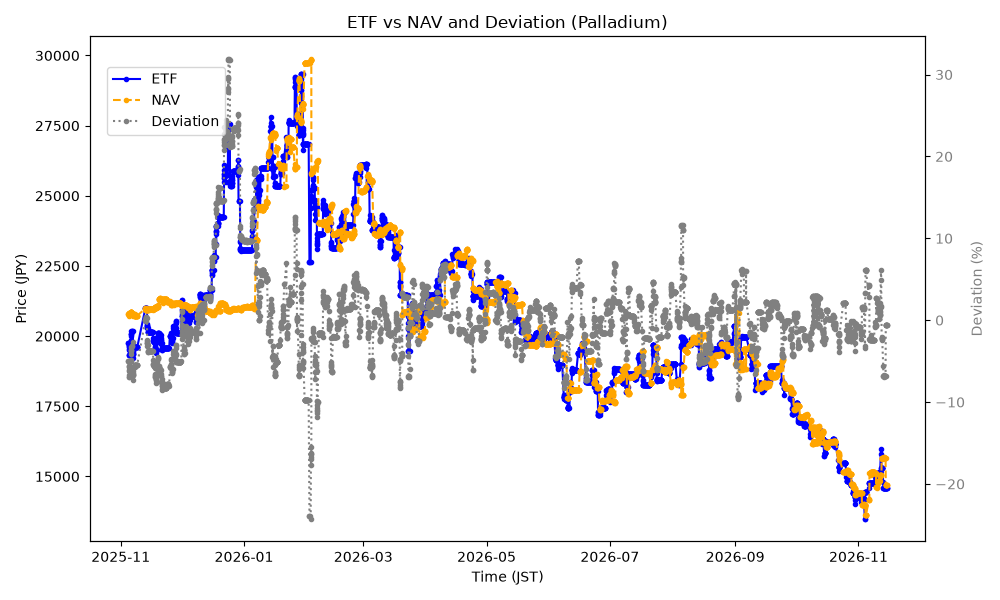 ETF vs NAV and Deviation (Palladium)
ETF
NAV
Deviation
Price (JPY)
30000
27500
25000
22500
20000
17500
15000
30
20
10
0
−10
−20
Deviation (%)
2025-11
2026-01
2026-03
2026-05
2026-07
2026-09
2026-11
Time (JST)